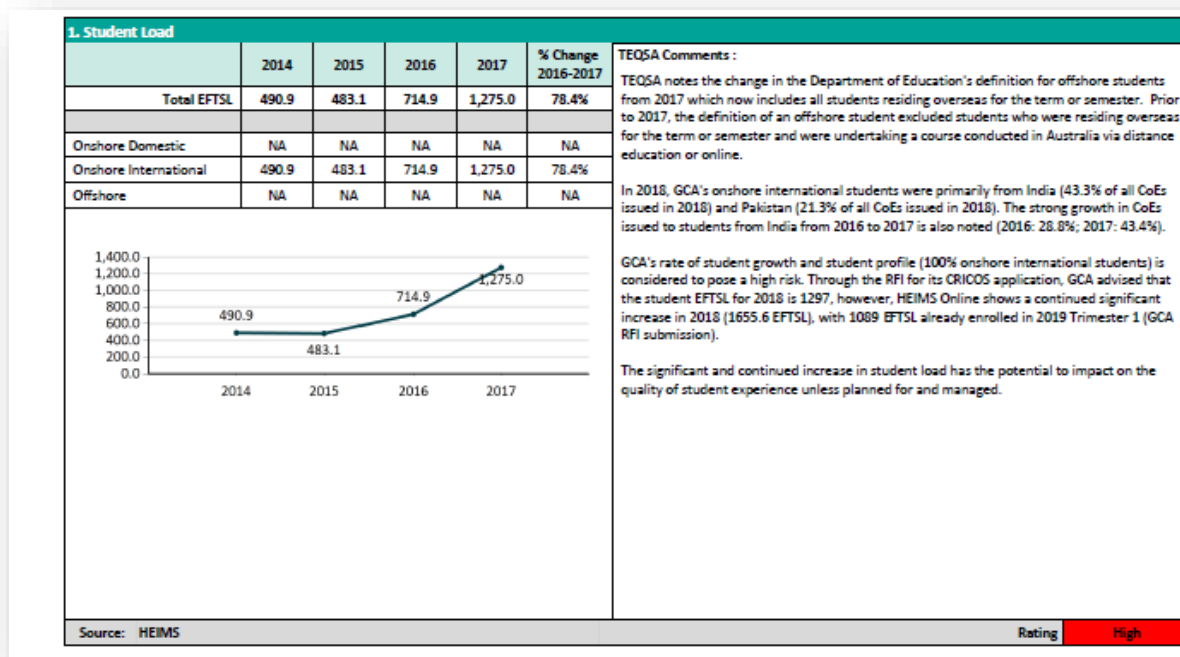 1. Student Load
2014 2015 2016 2017 % Change 2016-2017
Total EFTSL 490.9 483.1 714.9 1,275.0 78.4%
Onshore Domestic NA NA NA NA NA
Onshore International 490.9 483.1 714.9 1,275.0 78.4%
Offshore NA NA NA NA NA
1,400.0
1,200.0
1,000.0
800.0
600.0
400.0
200.0
0.0
490.9
483.1
714.9
1,275.0
2014 2015 2016 2017
TEQSA Comments :
TEQSA notes the change in the Department of Education's definition for offshore students
from 2017 which now includes all students residing overseas for the term or semester. Prior
to 2017, the definition of an offshore student excluded students who were residing overseas
for the term or semester and were undertaking a course conducted in Australia via distance
education or online.
In 2018, GCA's onshore international students were primarily from India (43.3% of all CoEs
issued in 2018) and Pakistan (21.3% of all CoEs issued in 2018). The strong growth in CoEs
issued to students from India from 2016 to 2017 is also noted (2016: 28.8%; 2017: 43.4%).
GCA's rate of student growth and student profile (100% onshore international students) is
considered to pose a high risk. Through the RFI for its CRICOS application, GCA advised that
the student EFTSL for 2018 is 1297, however, HEIMS Online shows a continued significant
increase in 2018 (1655.6 EFTSL), with 1089 EFTSL already enrolled in 2019 Trimester 1 (GCA
RFI submission).
The significant and continued increase in student load has the potential to impact on the
quality of student experience unless planned for and managed.
Source: HEIMS
Rating High